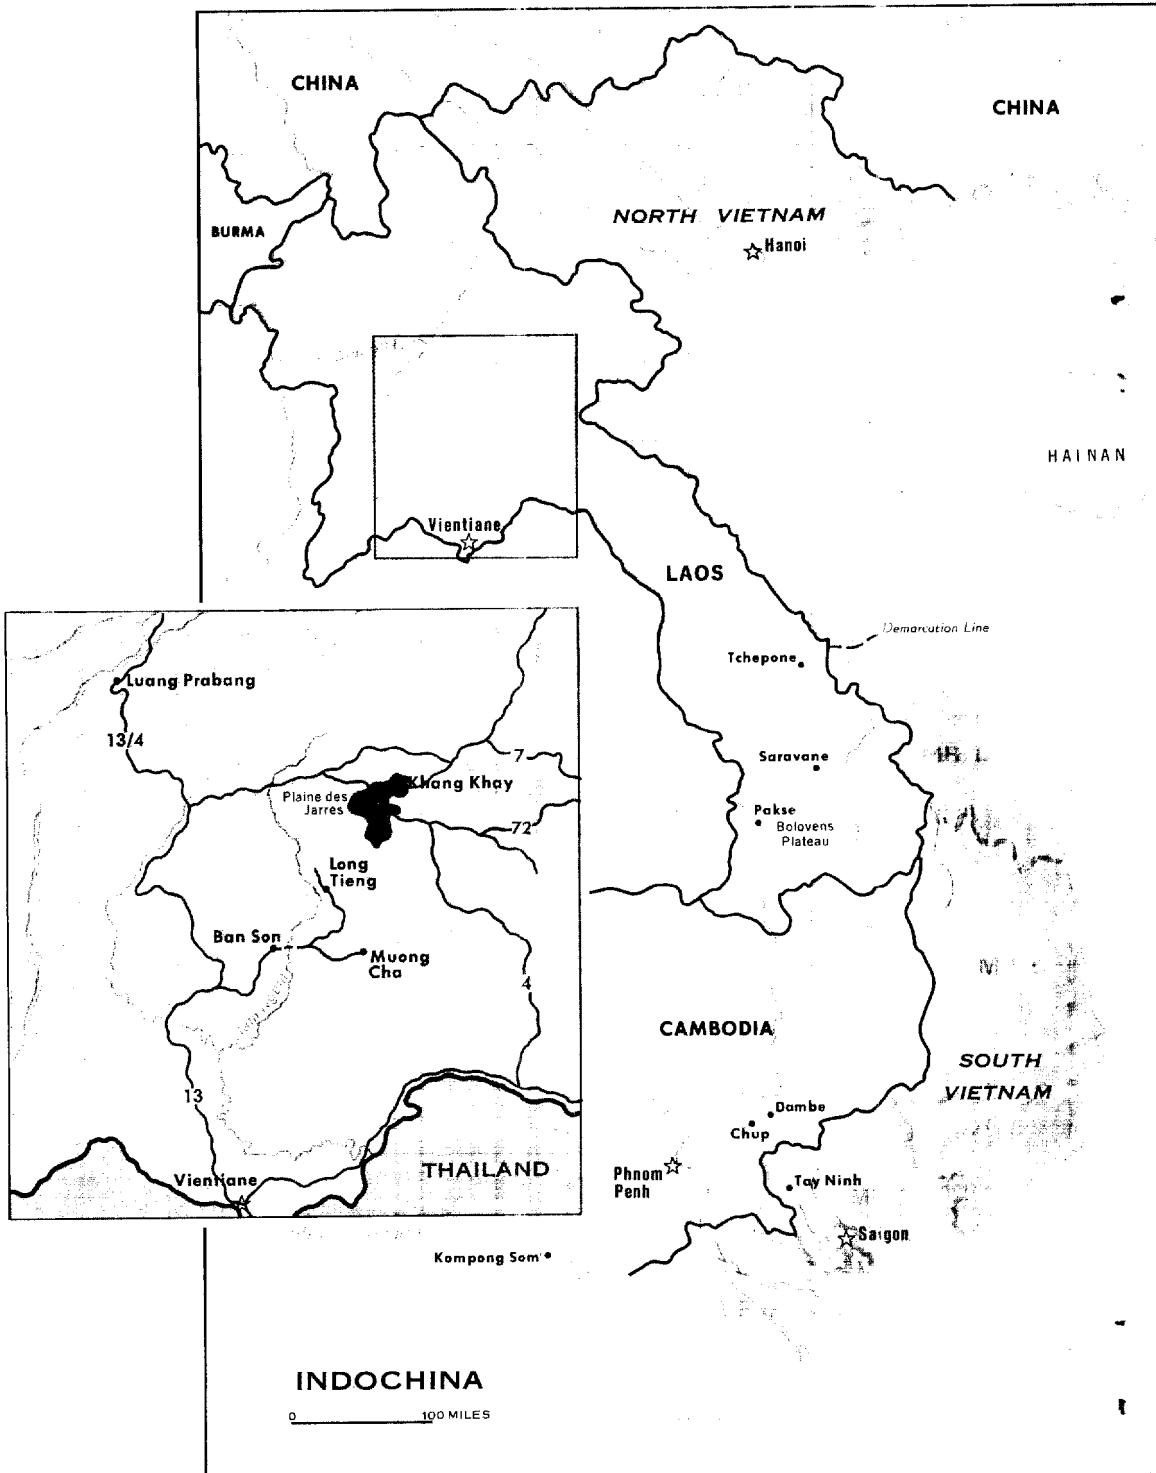 CHINA
CHINA
NORTH VIETNAM
BURMA
Hanoi
HAINAN
Vientiane
LAOS
Demarcution Line
Tchepone
Luang Prabang
13/4
7
Saravane
Khang Khay
Plaine des
Jarres
Pakse
72
Bolovens
Plateau
Long
Tieng
Ban Son
Muong
Cha
4
CAMBODIA
SOUTH
VIETNAM
13
Dambe
Chup
THAILAND
Phnom
Penh
Vientiane
Tay Ninh
Saigon
Kompong Som
INDOCHINA
0 100 MILES